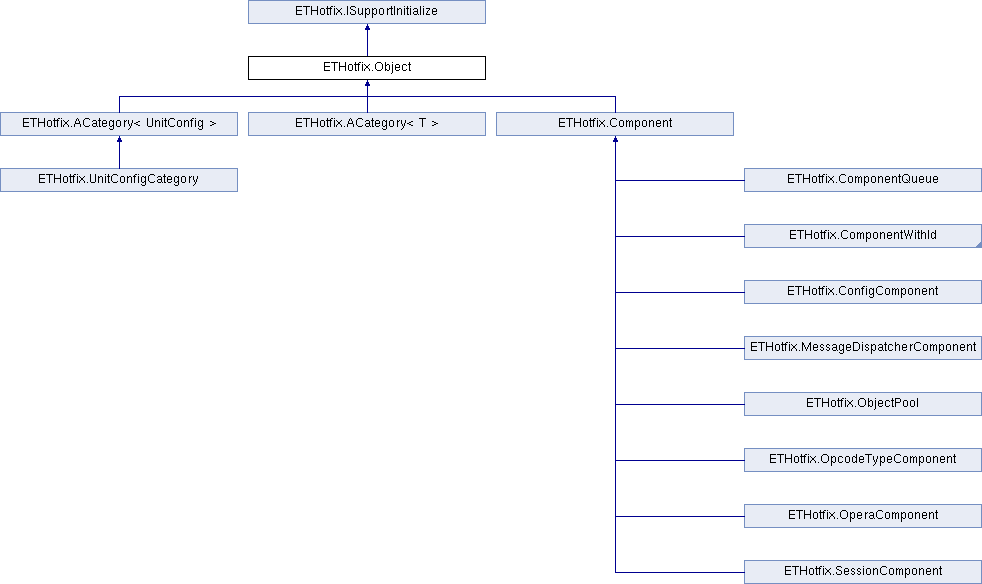 ETHotfix.ISupportInitialize
ETHotfix.Object
ETHotfix.ACategory< UnitConfig >
ETHotfix.ACategory< T >
ETHotfix.Component
ETHotfix.UnitConfigCategory
ETHotfix.ComponentQueue
ETHotfix.ComponentWithId
ETHotfix.ConfigComponent
ETHotfix.MessageDispatcherComponent
ETHotfix.ObjectPool
ETHotfix.OpcodeTypeComponent
ETHotfix.OperaComponent
ETHotfix.SessionComponent